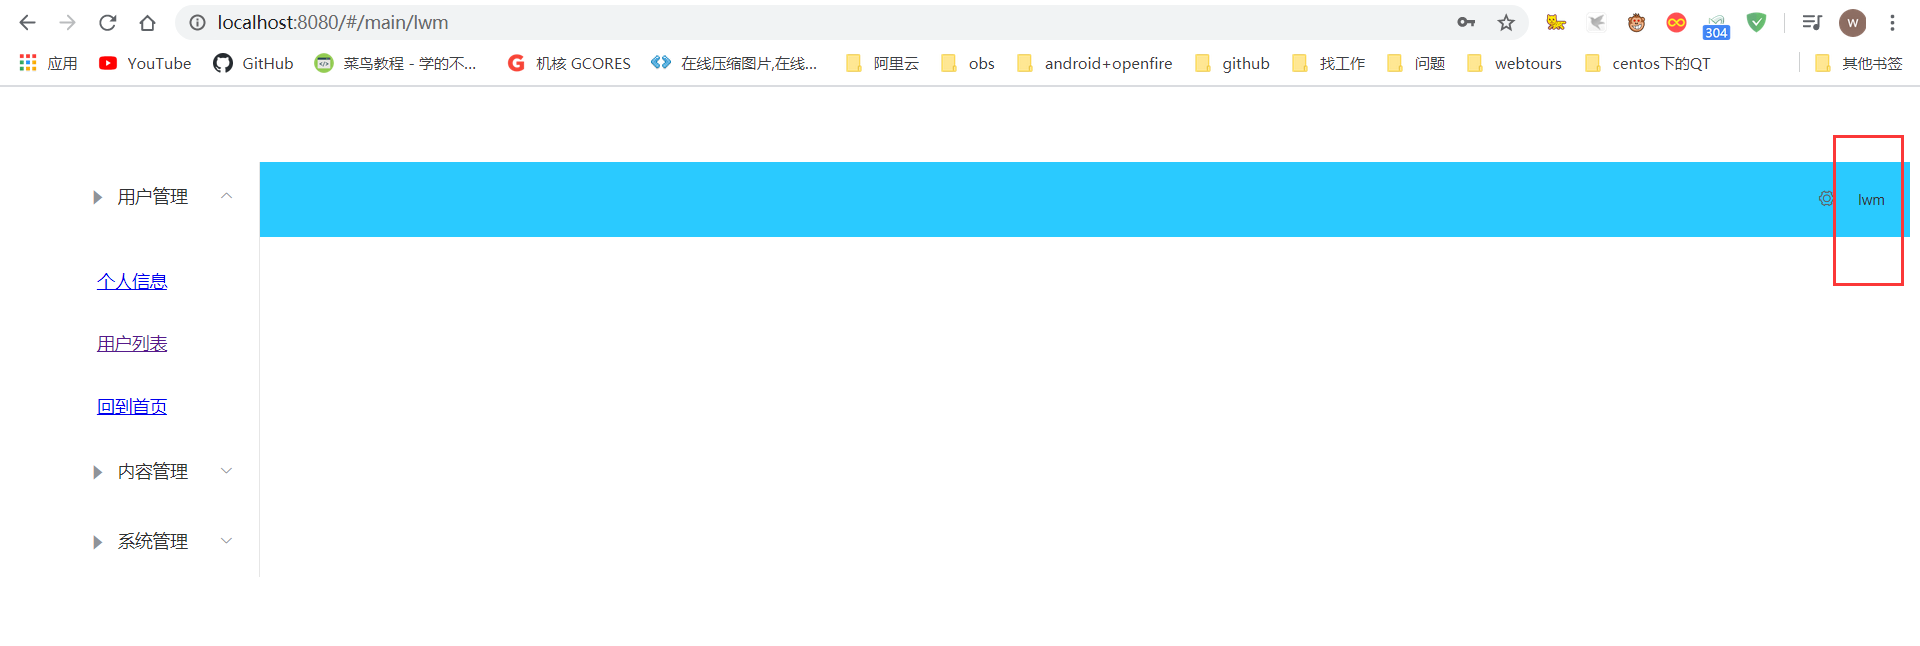 localhost:8080/#/main/lwm
304
W
应用 YouTube GitHub 菜鸟教程 - 学的不... 机核 GCORES 在线压缩图片,在线... 阿里云 obs android+openfire github 找工作 问题 webtours centos下的QT 其他书签
lwm
用户管理
个人信息
用户列表
回到首页
内容管理
系统管理